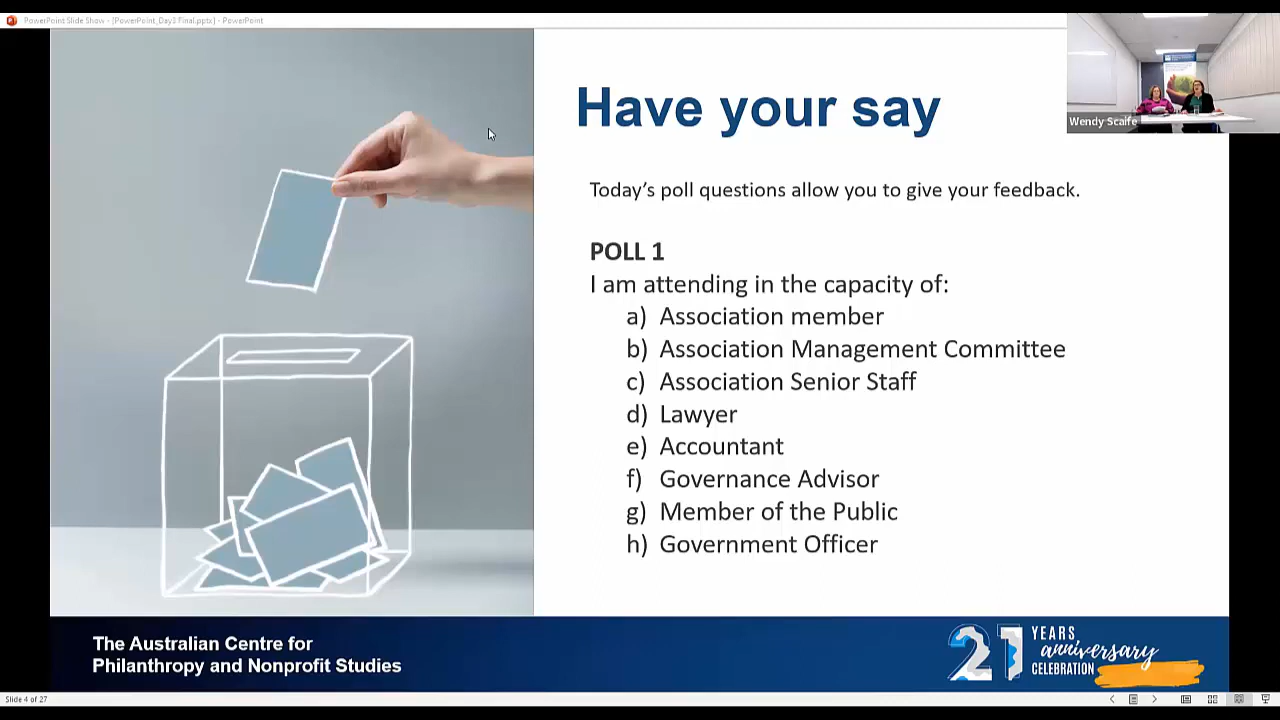 PowerPoint Slide Show - [PowerPoint_Day3 Final.pptx] - PowerPoint
Have your say
Wendy Scaife
Today's poll questions allow you to give your feedback.
POLL 1
I am attending in the capacity of:
a) Association member
b) Association Management Committee
c) Association Senior Staff
d) Lawyer
e) Accountant
f) Governance Advisor
g) Member of the Public
h) Government Officer
The Australian Centre for
Philanthropy and Nonprofit Studies
21 YEARS
anniversary
CELEBRATION
Slide 4 of 27